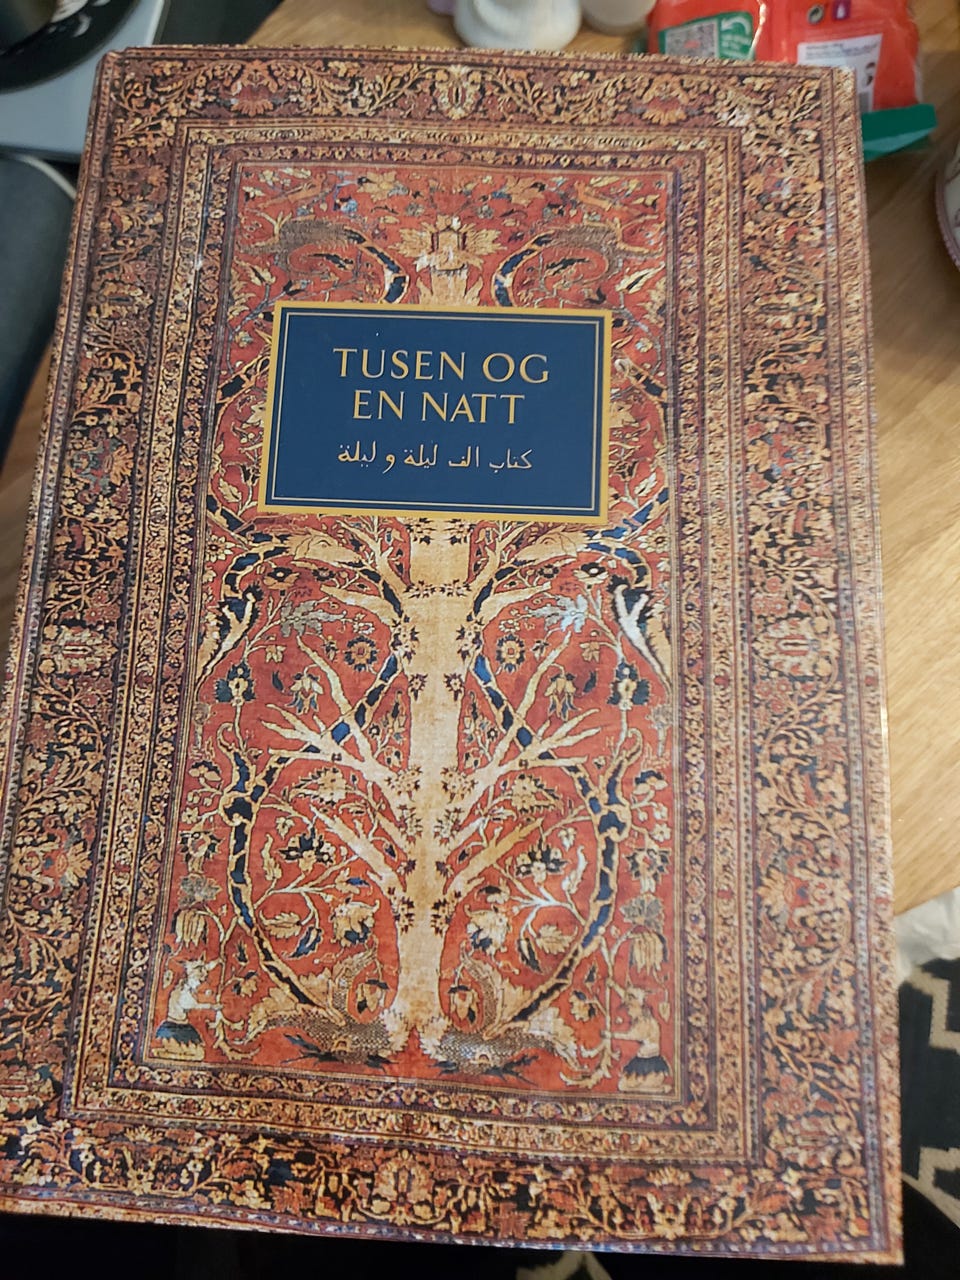 TUSEN OG
EN NATT
كتاب الف ليلة و ليلة